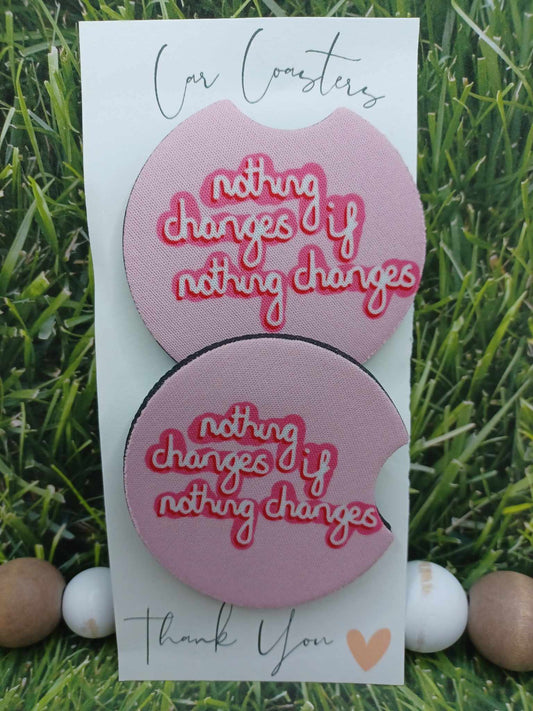 Car Coasters
nothing
changes if
nothing changes
nothing
changes if
nothing changes
Thank You